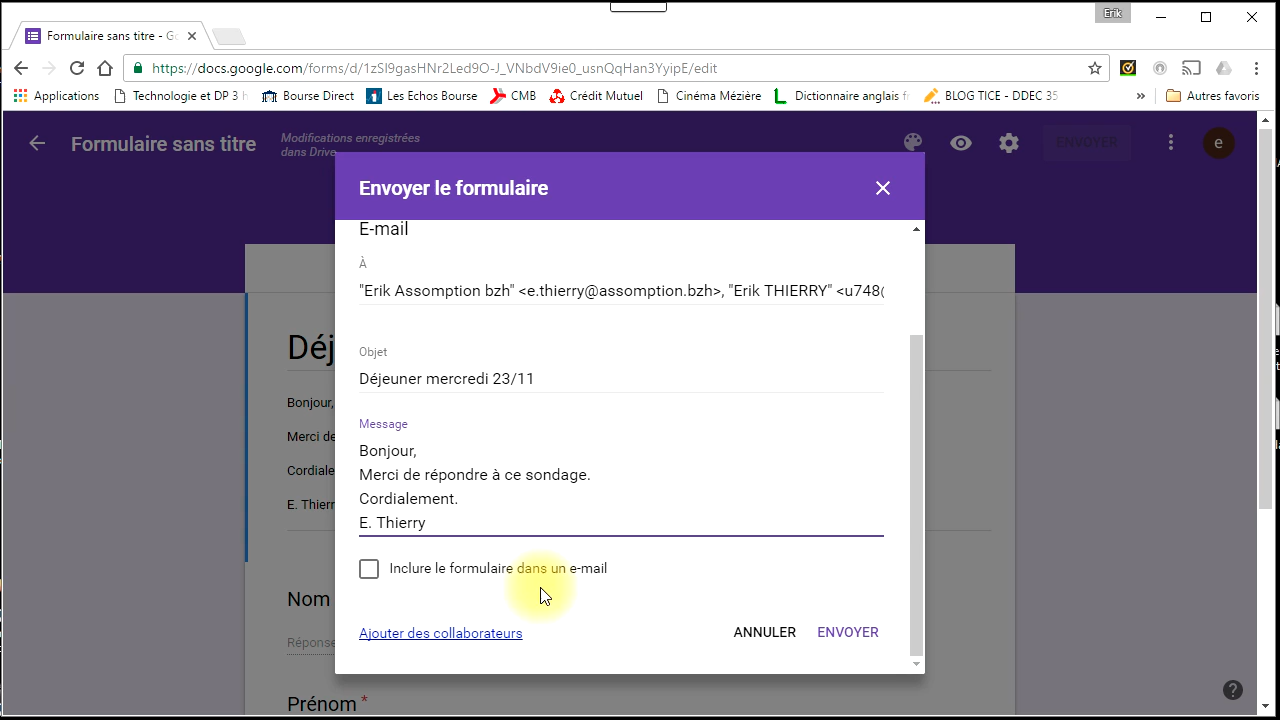 Erik
Formulaire sans titre - Go
https://docs.google.com/forms/d/1zSI9gasHNr2Led9O-J_VNbdV9ie0_usnQqHan3YyipE/edit
Applications Technologie et DP 3 h Bourse Direct Les Echos Bourse CMB Crédit Mutuel Cinéma Mézière Dictionnaire anglais fr BLOG TICE - DDEC 35 » Autres favoris
Formulaire sans titre
Modifications enregistrées
dans Drive
ENVOYER
e
Envoyer le formulaire
E-mail
À
"Erik Assomption bzh" <e.thierry@assomption.bzh>, "Erik THIERRY" <u748(
Objet
Déjeuner mercredi 23/11
Message
Bonjour,
Merci de répondre à ce sondage.
Cordialement.
E. Thierry
Inclure le formulaire dans un e-mail
Ajouter des collaborateurs
ANNULER ENVOYER
Déj
Bonjour,
Merci de
Cordiale
E. Thierr
Nom
Réponse
Prénom *